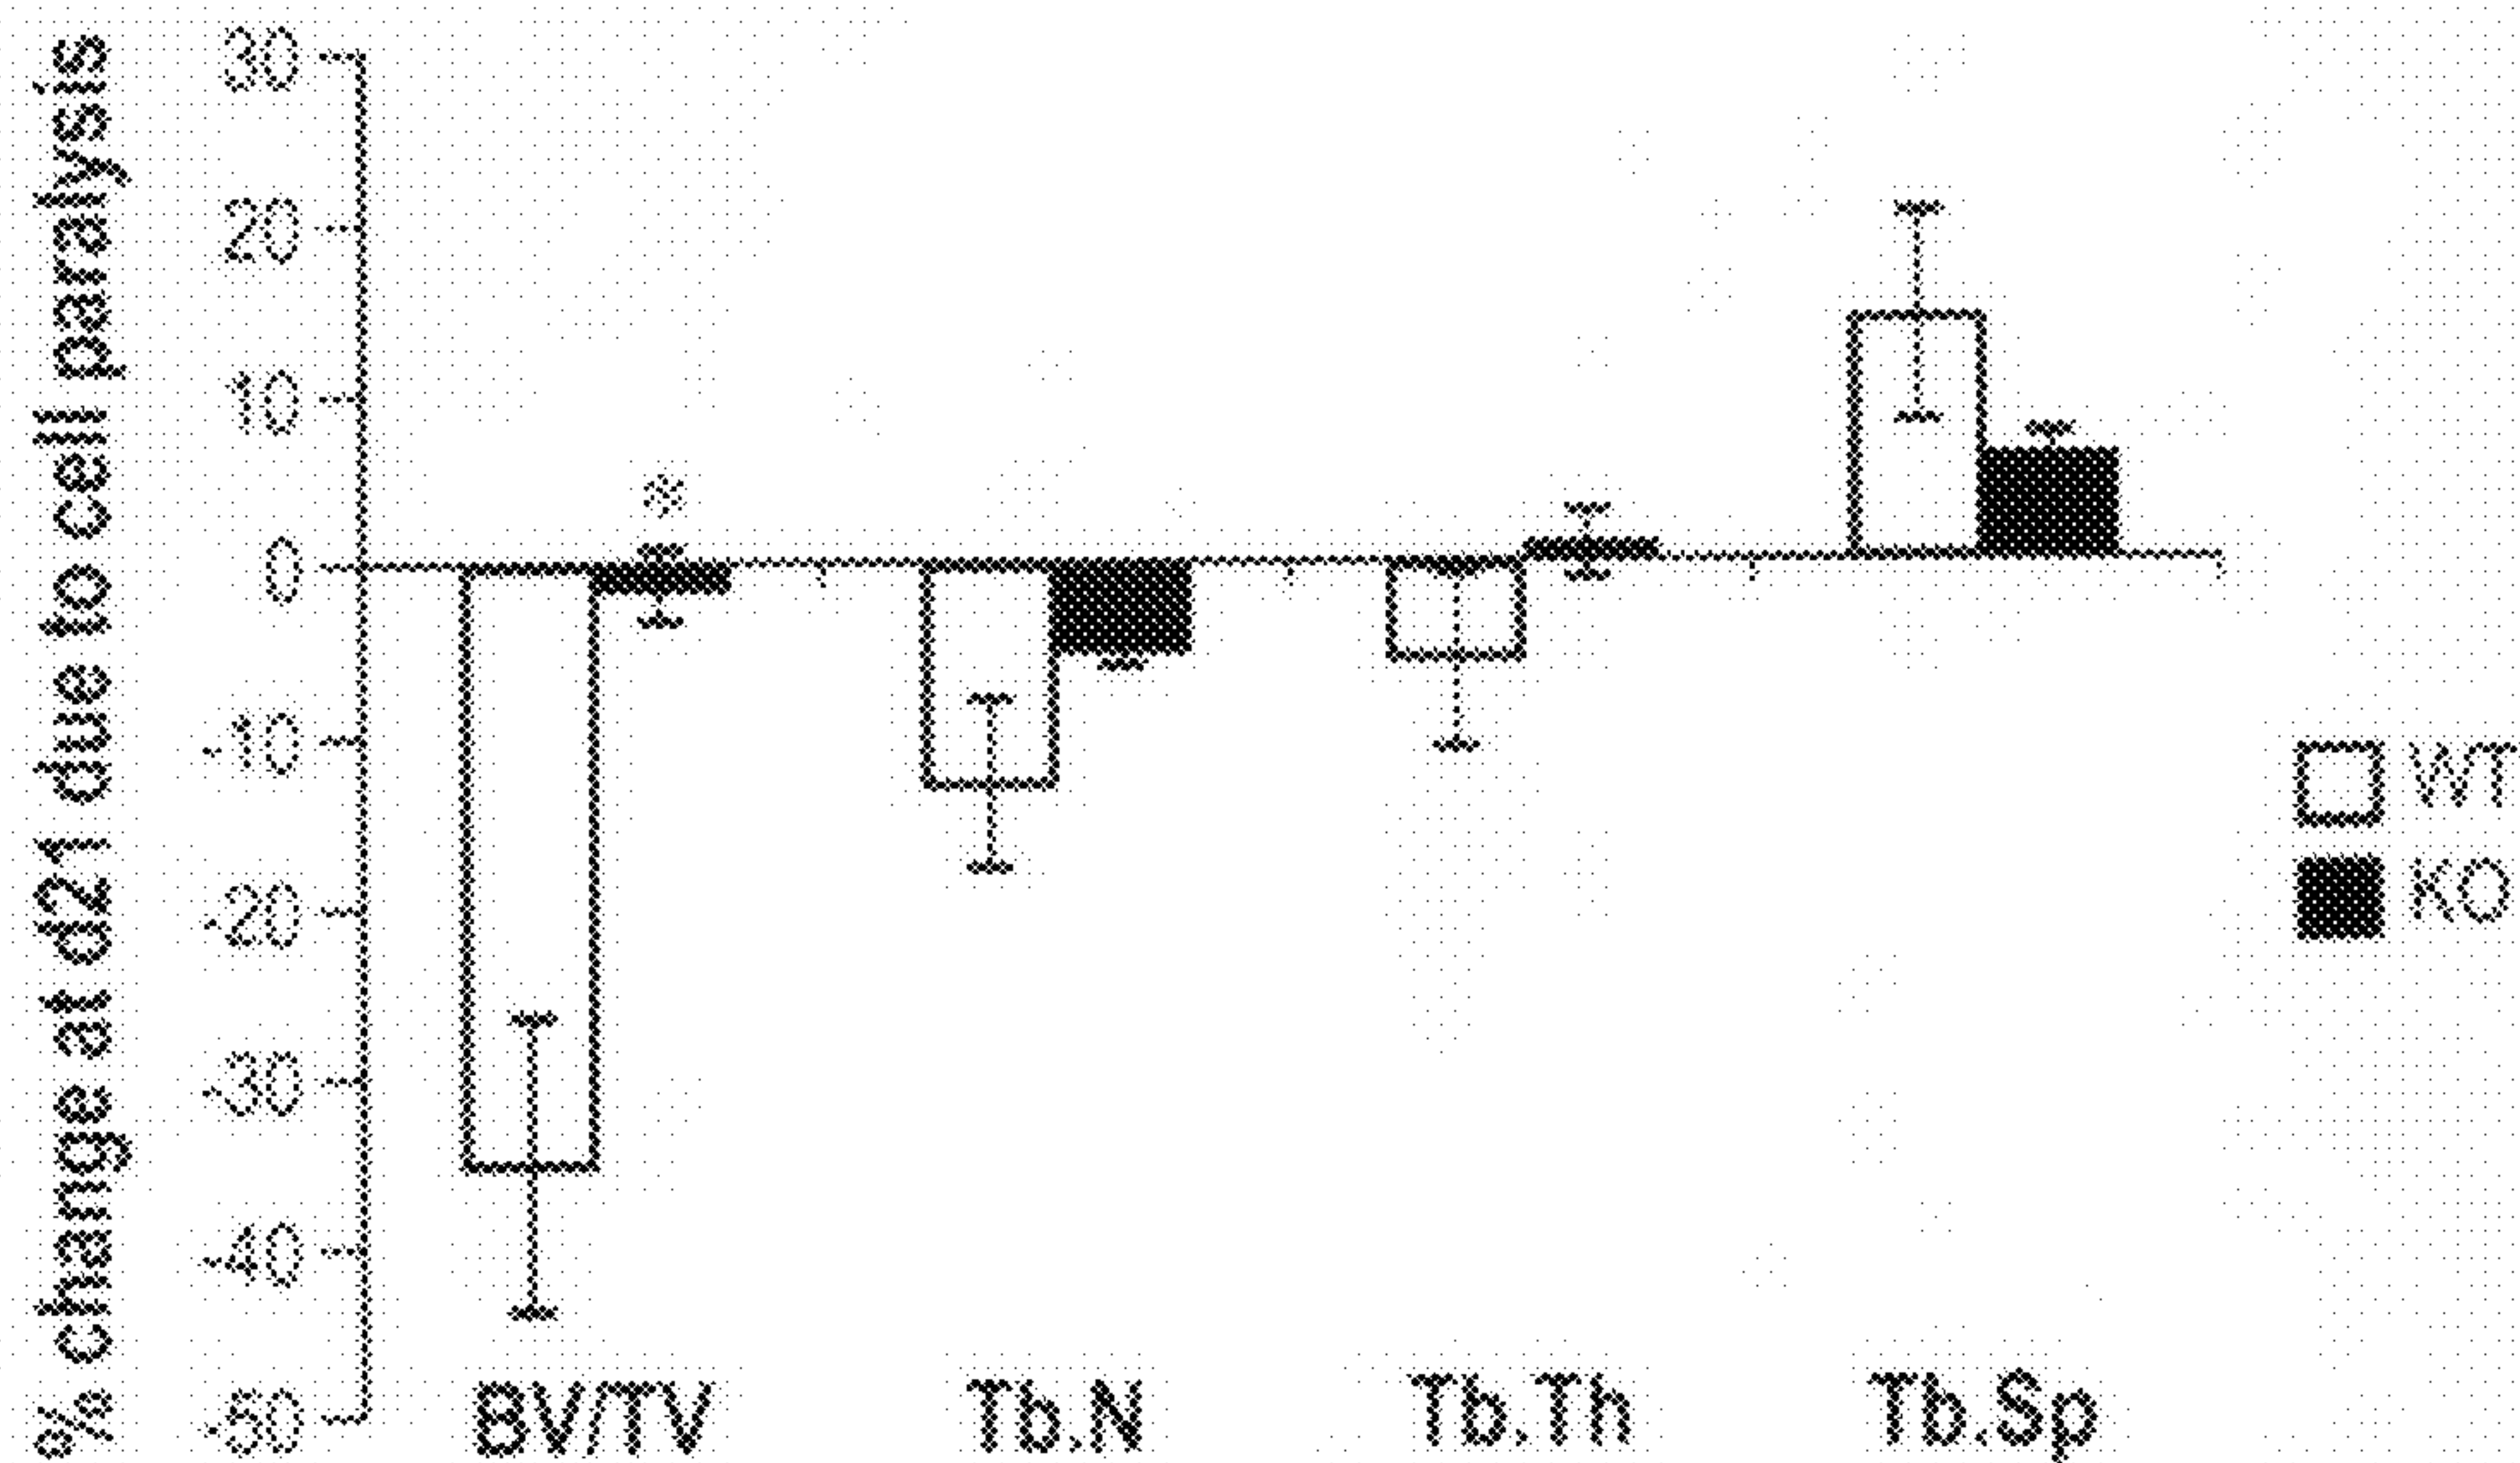 % change at d21 due to cell paralysis
30
20
10
0
-10
-20
-30
-40
-50
*
BV/TV
Tb.N
Tb.Th
Tb.Sp
WT
KO